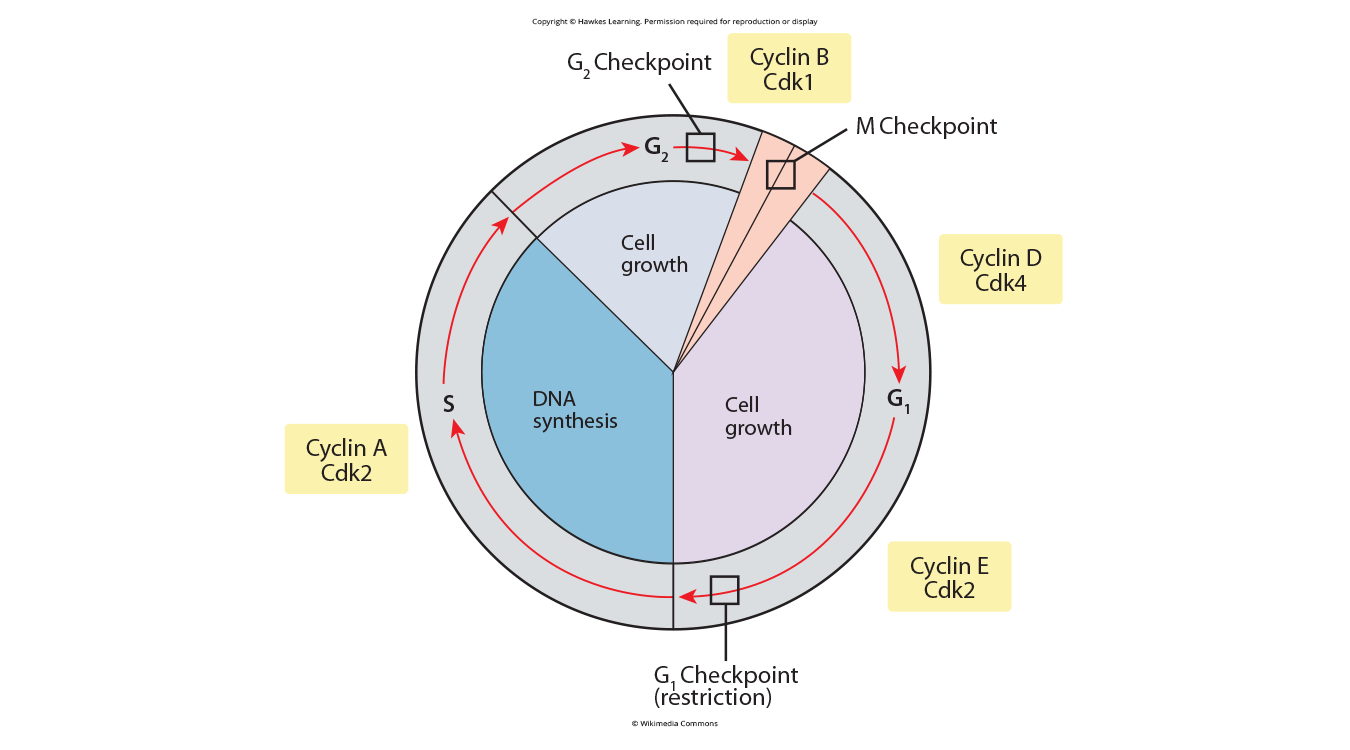 Copyright © Hawkes Learning. Permission required for reproduction or display
G₂ Checkpoint
Cyclin B
Cdk1
M Checkpoint
G₂
Cell
growth
Cyclin D
Cdk4
DNA
synthesis
Cell
growth
S
G₁
Cyclin A
Cdk2
Cyclin E
Cdk2
G₁ Checkpoint
(restriction)
© Wikimedia Commons